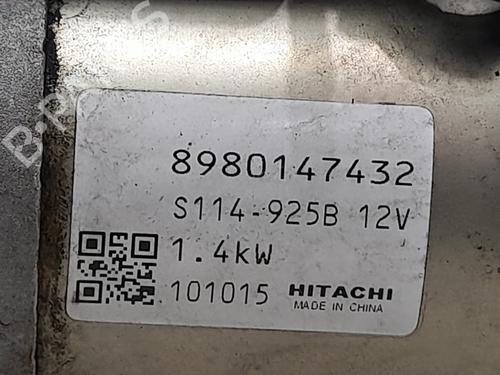 8980147432
S114-925B 12V
1.4kW
101015 HITACHI
MADE IN CHINA